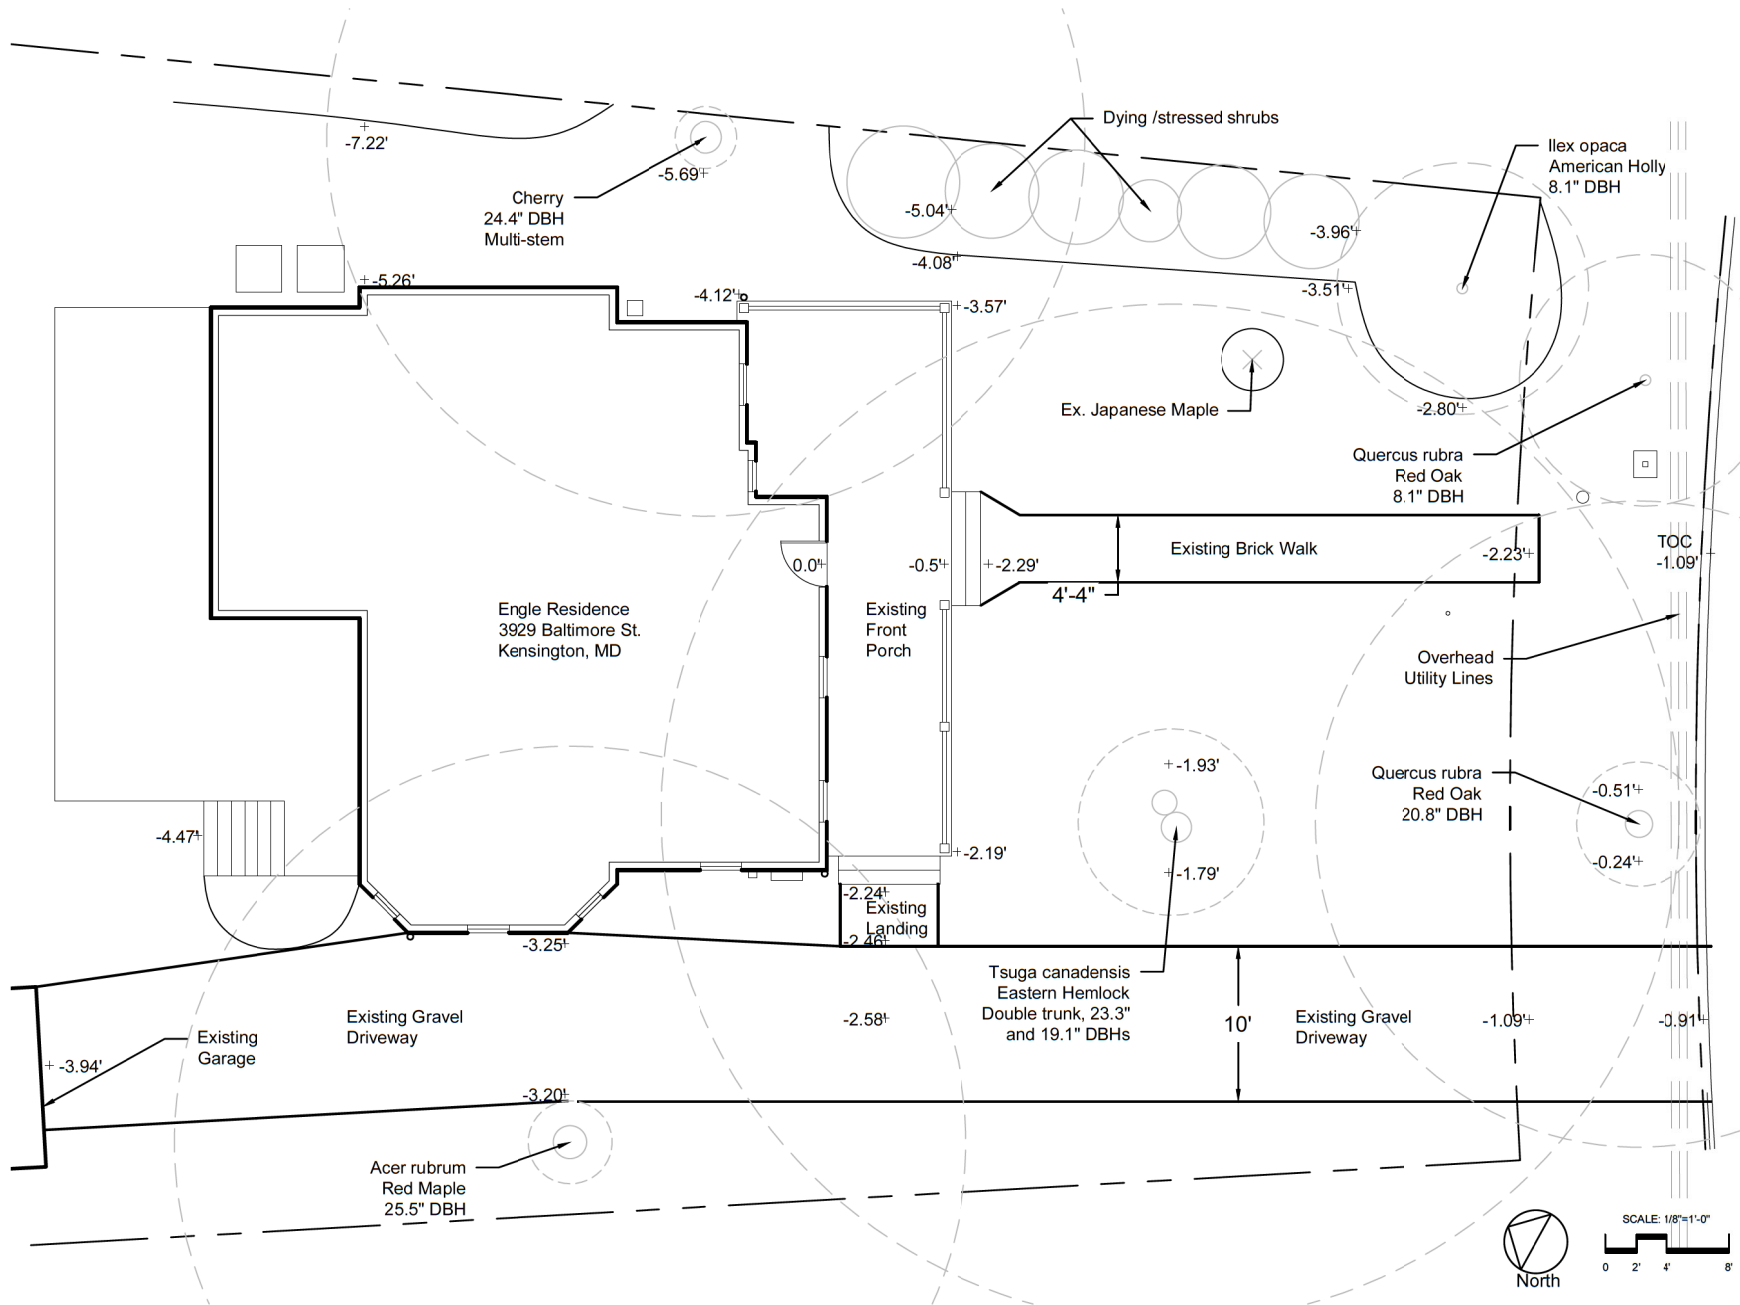 Dying /stressed shrubs
Ilex opaca
American Holly
8.1" DBH
-7.22'
-5.69'
Cherry
24.4" DBH
Multi-stem
-5.04'
-3.96'
-4.08'
-5.26'
-4.12'
-3.57'
-3.51'
Ex. Japanese Maple
-2.80'
Quercus rubra
Red Oak
8.1" DBH
Existing Brick Walk
-2.23'
TOC
-1.09'
0.0'
-0.5'
-2.29'
4'-4"
Engle Residence
3929 Baltimore St.
Kensington, MD
Existing
Front
Porch
Overhead
Utility Lines
-1.93'
Quercus rubra
Red Oak
20.8" DBH
-0.51'
-4.47'
-2.19'
-1.79'
-0.24'
-2.24'
Existing
Landing
-2.46'
-3.25'
Tsuga canadensis
Eastern Hemlock
Double trunk, 23.3"
and 19.1" DBHs
Existing Gravel
Driveway
-2.58'
10'
Existing Gravel
Driveway
-1.09'
-0.91'
Existing
Garage
-3.94'
-3.20'
Acer rubrum
Red Maple
25.5" DBH
North
SCALE: 1/8"=1'-0"
0 2' 4' 8'